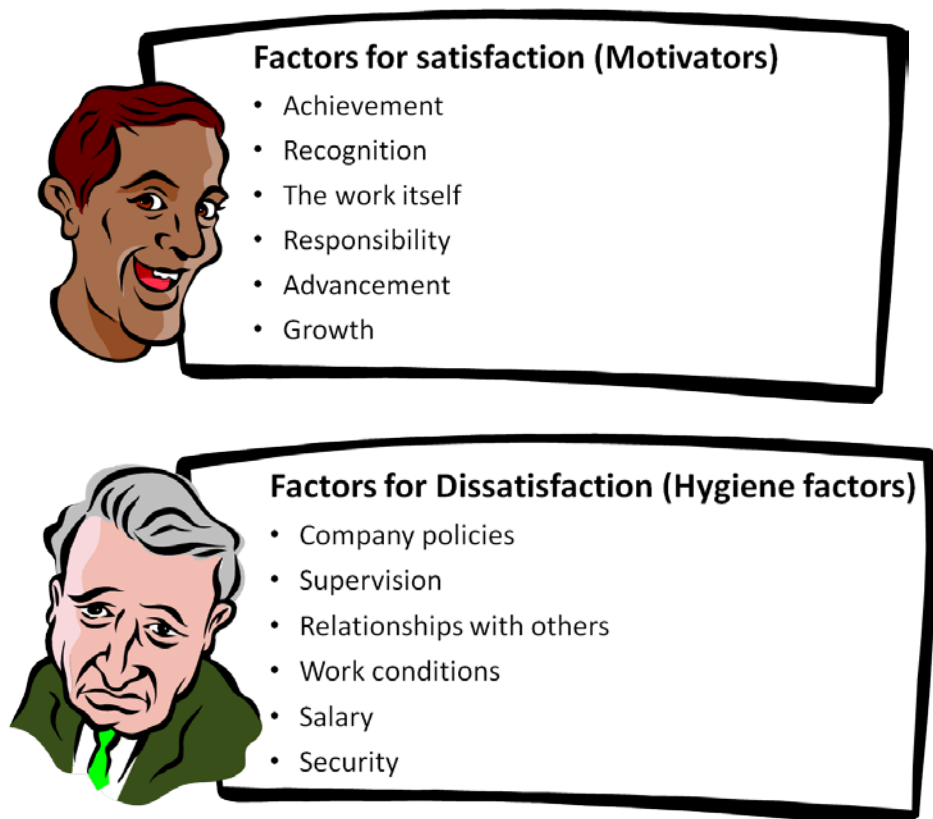 Factors for satisfaction (Motivators)
• Achievement
• Recognition
• The work itself
• Responsibility
• Advancement
• Growth
Factors for Dissatisfaction (Hygiene factors)
• Company policies
• Supervision
• Relationships with others
• Work conditions
• Salary
• Security